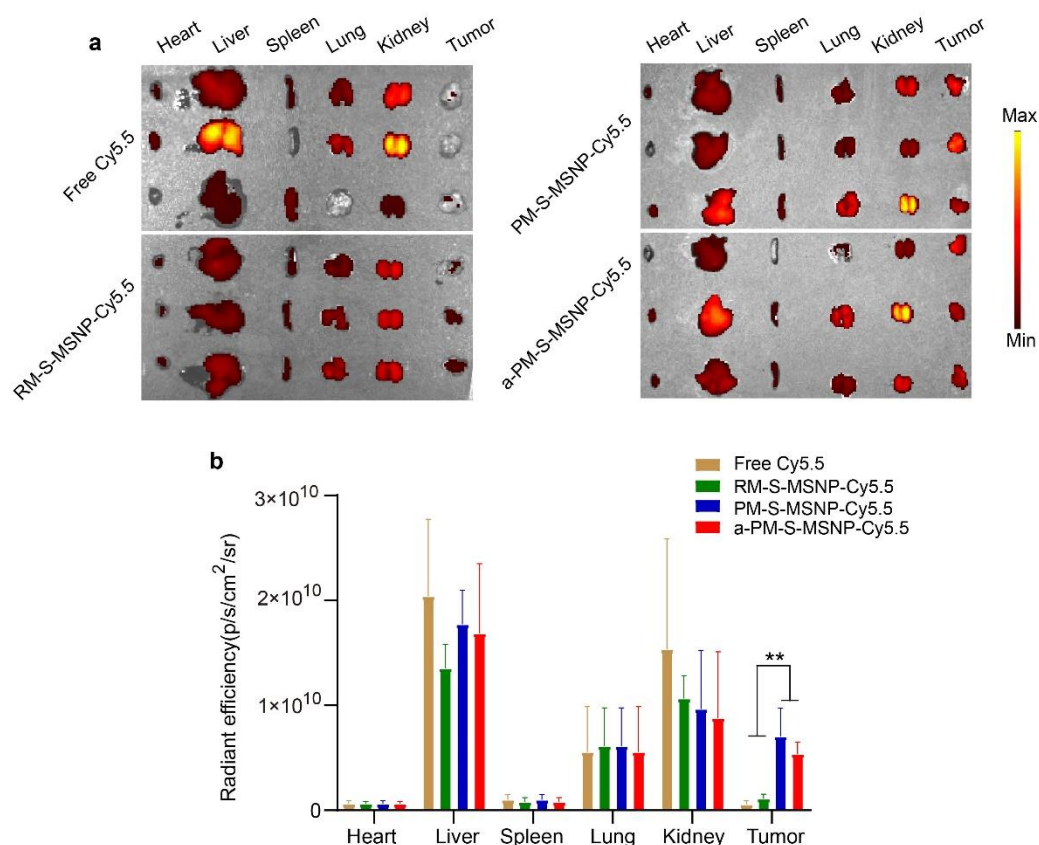 a
Heart Liver Spleen Lung Kidney Tumor
Heart Liver Spleen Lung Kidney Tumor
Free Cy5.5
RM-S-MSNP-Cy5.5
PM-S-MSNP-Cy5.5
a-PM-S-MSNP-Cy5.5
Max
Min
b
Free Cy5.5
RM-S-MSNP-Cy5.5
PM-S-MSNP-Cy5.5
a-PM-S-MSNP-Cy5.5
Radiant efficiency(p/s/cm²/sr)
3×10¹⁰
2×10¹⁰
1×10¹⁰
0
**
Heart Liver Spleen Lung Kidney Tumor